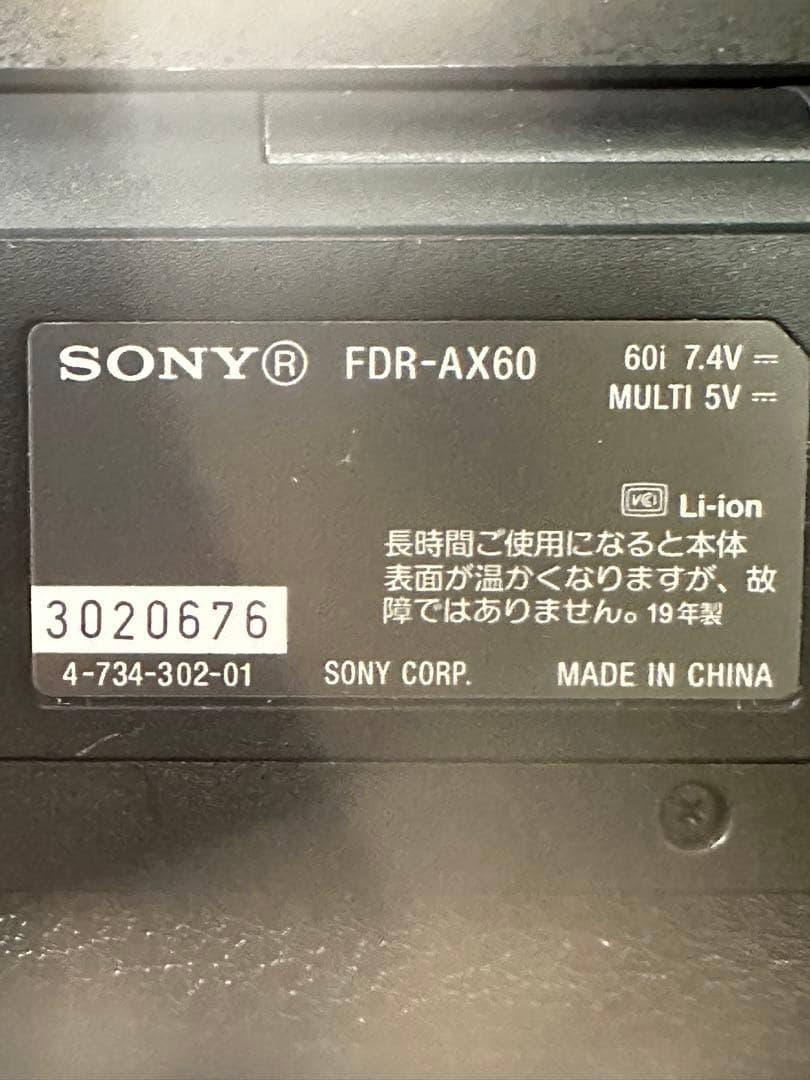 SONY® FDR-AX60 60i 7.4V ⎓
MULTI 5V ⎓
VCI Li-ion
長時間ご使用になると本体
表面が温かくなりますが、故
障ではありません。19年製
3020676
4-734-302-01 SONY CORP. MADE IN CHINA